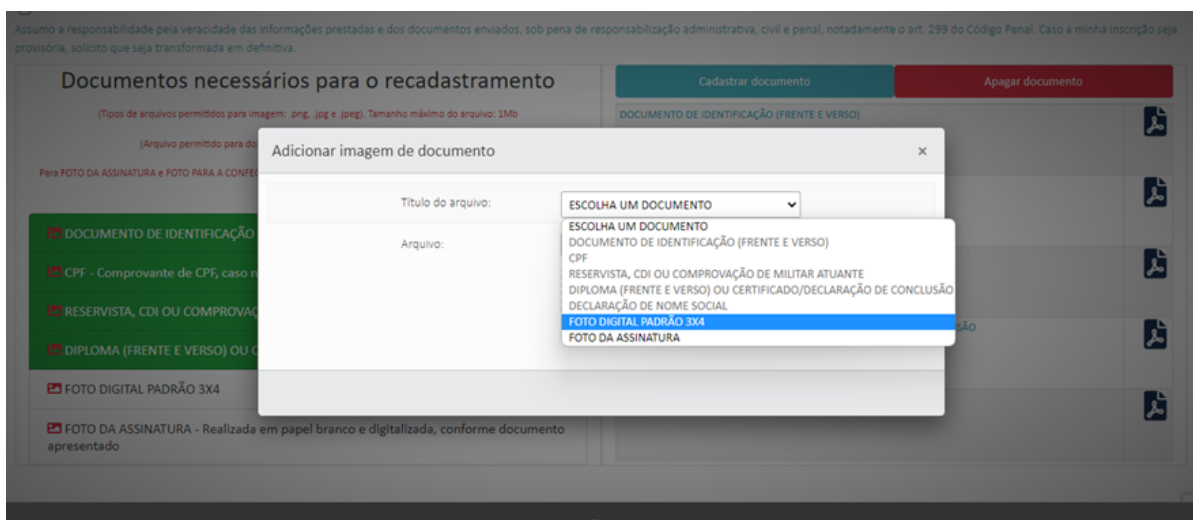 Assumo a responsabilidade pela veracidade das informações prestadas e dos documentos enviados, sob pena de responsabilização administrativa, civil e penal, notadamente o art. 299 do Código Penal. Caso a minha inscrição seja
provisória, solicito que seja transformada em definitiva.
Documentos necessários para o recadastramento
(Tipos de arquivos permitidos para imagem: .png, .jpg e .jpeg). Tamanho máximo do arquivo: 1Mb
(Arquivo permitido para do
Para FOTO DA ASSINATURA e FOTO PARA A CONFE
DOCUMENTO DE IDENTIFICAÇÃO
CPF - Comprovante de CPF, caso n
RESERVISTA, CDI OU COMPROVAÇ
DIPLOMA (FRENTE E VERSO) OU C
FOTO DIGITAL PADRÃO 3X4
FOTO DA ASSINATURA - Realizada em papel branco e digitalizada, conforme documento
apresentado
Cadastrar documento
Apagar documento
DOCUMENTO DE IDENTIFICAÇÃO (FRENTE E VERSO)
SÃO
Adicionar imagem de documento
×
Título do arquivo:
ESCOLHA UM DOCUMENTO
Arquivo:
ESCOLHA UM DOCUMENTO
DOCUMENTO DE IDENTIFICAÇÃO (FRENTE E VERSO)
CPF
RESERVISTA, CDI OU COMPROVAÇÃO DE MILITAR ATUANTE
DIPLOMA (FRENTE E VERSO) OU CERTIFICADO/DECLARAÇÃO DE CONCLUSÃO
DECLARAÇÃO DE NOME SOCIAL
FOTO DIGITAL PADRÃO 3X4
FOTO DA ASSINATURA